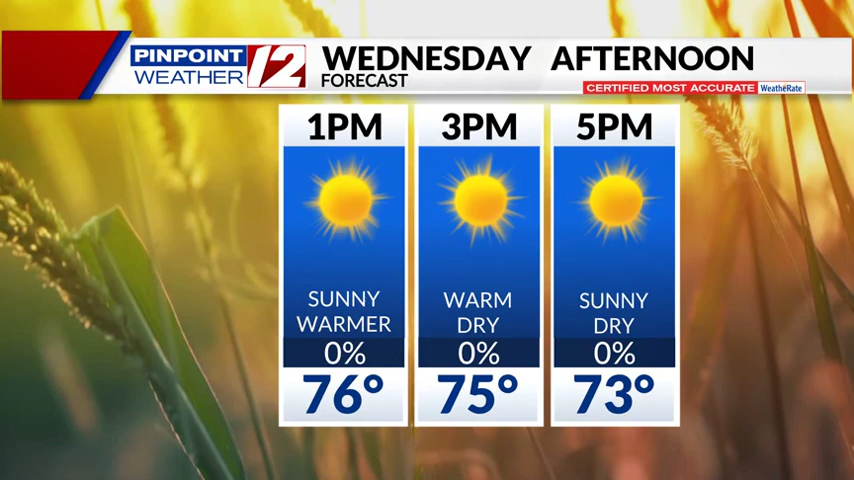 PINPOINT
WEATHER 12
WEDNESDAY AFTERNOON
FORECAST
CERTIFIED MOST ACCURATE WeatheRate
1PM 3PM 5PM
SUNNY WARM SUNNY
WARMER DRY DRY
0% 0% 0%
76° 75° 73°